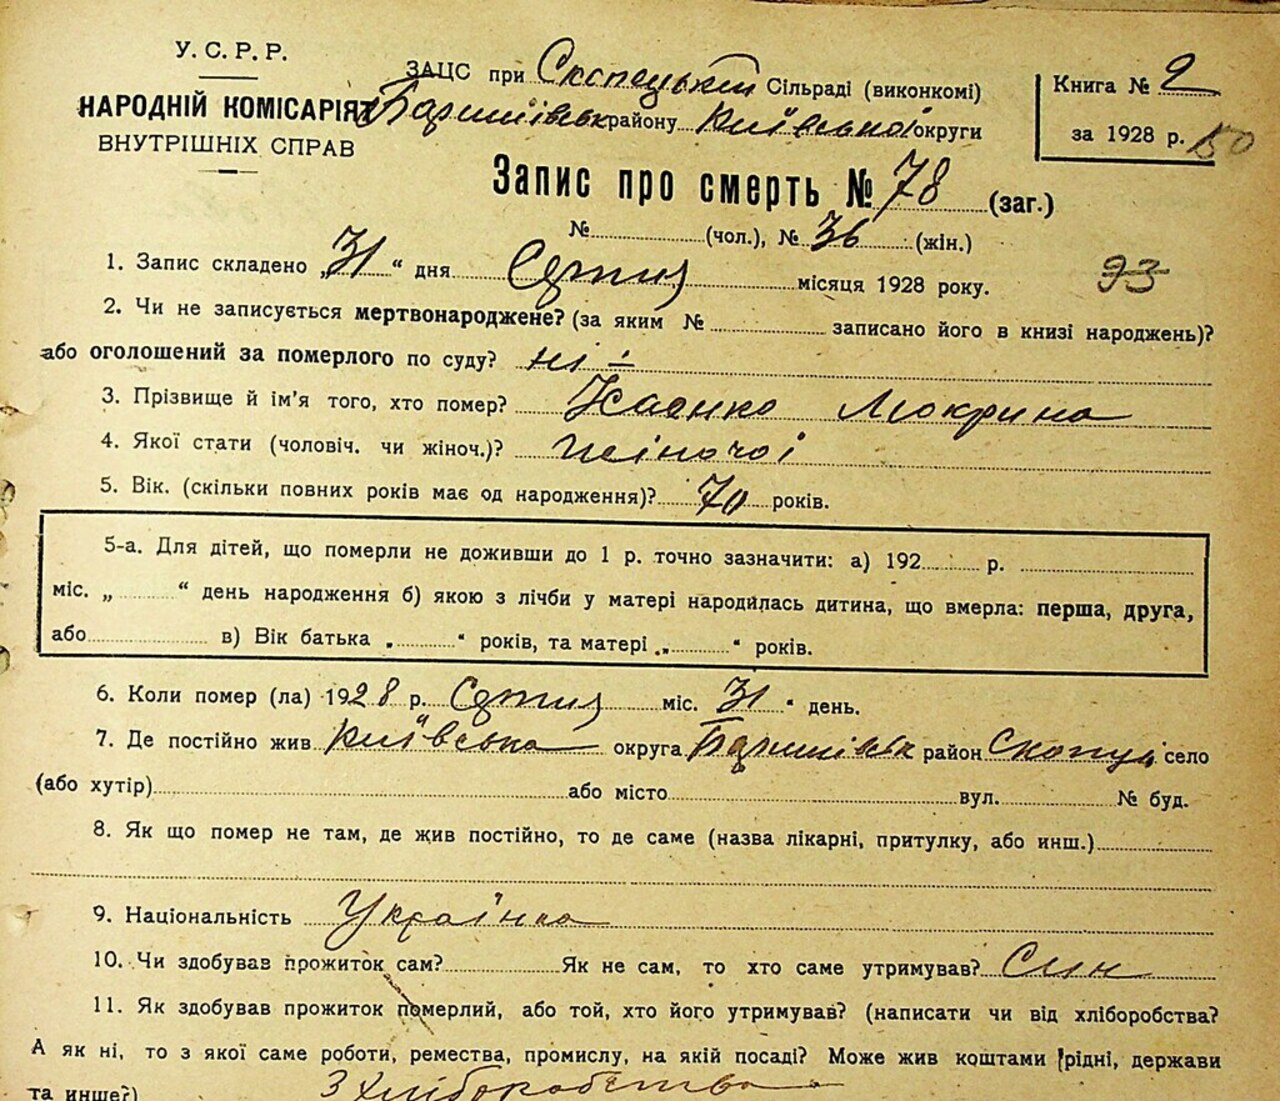 У. С. Р. Р.
НАРОДНІЙ КОМІСАРІЯТ
ВНУТРІШНІХ СПРАВ
ЗАЦС при Скопецькій Сільраді (виконкомі)
Баришівськ району Київської округи
Книга № 2
за 1928 р. 150
Запис про смерть № 78 (заг.)
№ (чол.), № 36 (жін.)
1. Запис складено „31“ дня Січня місяця 1928 року.
93
2. Чи не записується мертвонароджене? (за яким № записано його в книзі народжень)?
або оголошений за померлого по суду? ні ÷
3. Прізвище й ім'я того, хто помер? Исаєнко Мокрина
4. Якої стати (чоловіч. чи жіноч.)? жіночої
5. Вік. (скільки повних років має од народження)? 70 років.
5-а. Для дітей, що померли не доживши до 1 р. точно зазначити: а) 192 р.
міс. „ “ день народження б) якою з лічби у матері народилась дитина, що вмерла: перша, друга,
або в) Вік батька „ “ років, та матері „ “ років.
6. Коли помер (ла) 1928 р. Січня міс. 31 “ день.
7. Де постійно жив Київська округа Баришівськ район Скопці село
(або хутір) або місто вул. № буд.
8. Як що помер не там, де жив постійно, то де саме (назва лікарні, притулку, або инш.)
9. Національність Українка
10. Чи здобував прожиток сам? Як не сам, то хто саме утримував? Син
11. Як здобував прожиток померлий, або той, хто його утримував? (написати чи від хліборобства?
А як ні, то з якої саме роботи, ремества, промислу, на якій посаді? Може жив коштами рідні, держави
та инше?) З хліборобства